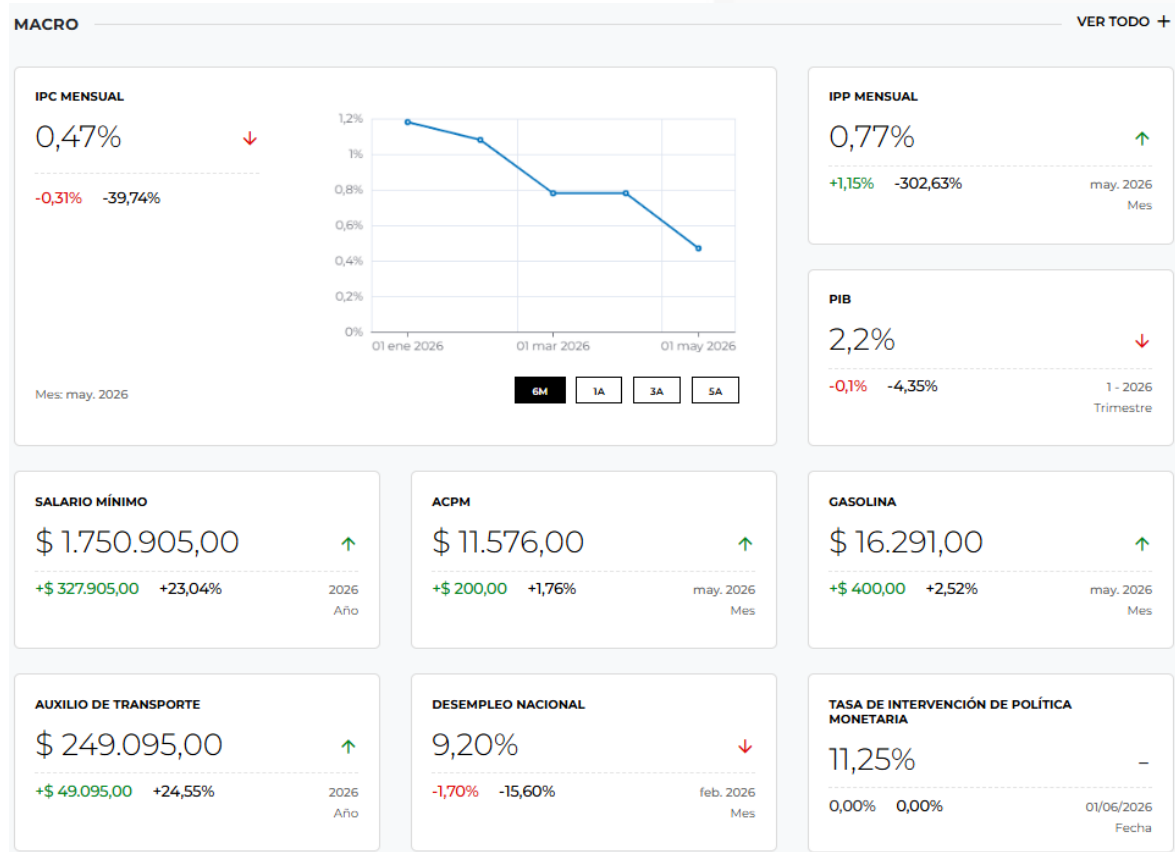 MACRO
VER TODO +
IPC MENSUAL
0,47%
-0,31% -39,74%
1,2%
1%
0,8%
0,6%
0,4%
0,2%
0%
01 ene 2026 01 mar 2026 01 may 2026
Mes: may. 2026
6M 1A 3A 5A
IPP MENSUAL
0,77%
+1,15% -302,63% may. 2026
Mes
PIB
2,2%
-0,1% -4,35% 1 - 2026
Trimestre
SALARIO MÍNIMO
$ 1.750.905,00
+$ 327.905,00 +23,04% 2026
Año
ACPM
$ 11.576,00
+$ 200,00 +1,76% may. 2026
Mes
GASOLINA
$ 16.291,00
+$ 400,00 +2,52% may. 2026
Mes
AUXILIO DE TRANSPORTE
$ 249.095,00
+$ 49.095,00 +24,55% 2026
Año
DESEMPLEO NACIONAL
9,20%
-1,70% -15,60% feb. 2026
Mes
TASA DE INTERVENCIÓN DE POLÍTICA
MONETARIA
11,25% –
0,00% 0,00% 01/06/2026
Fecha